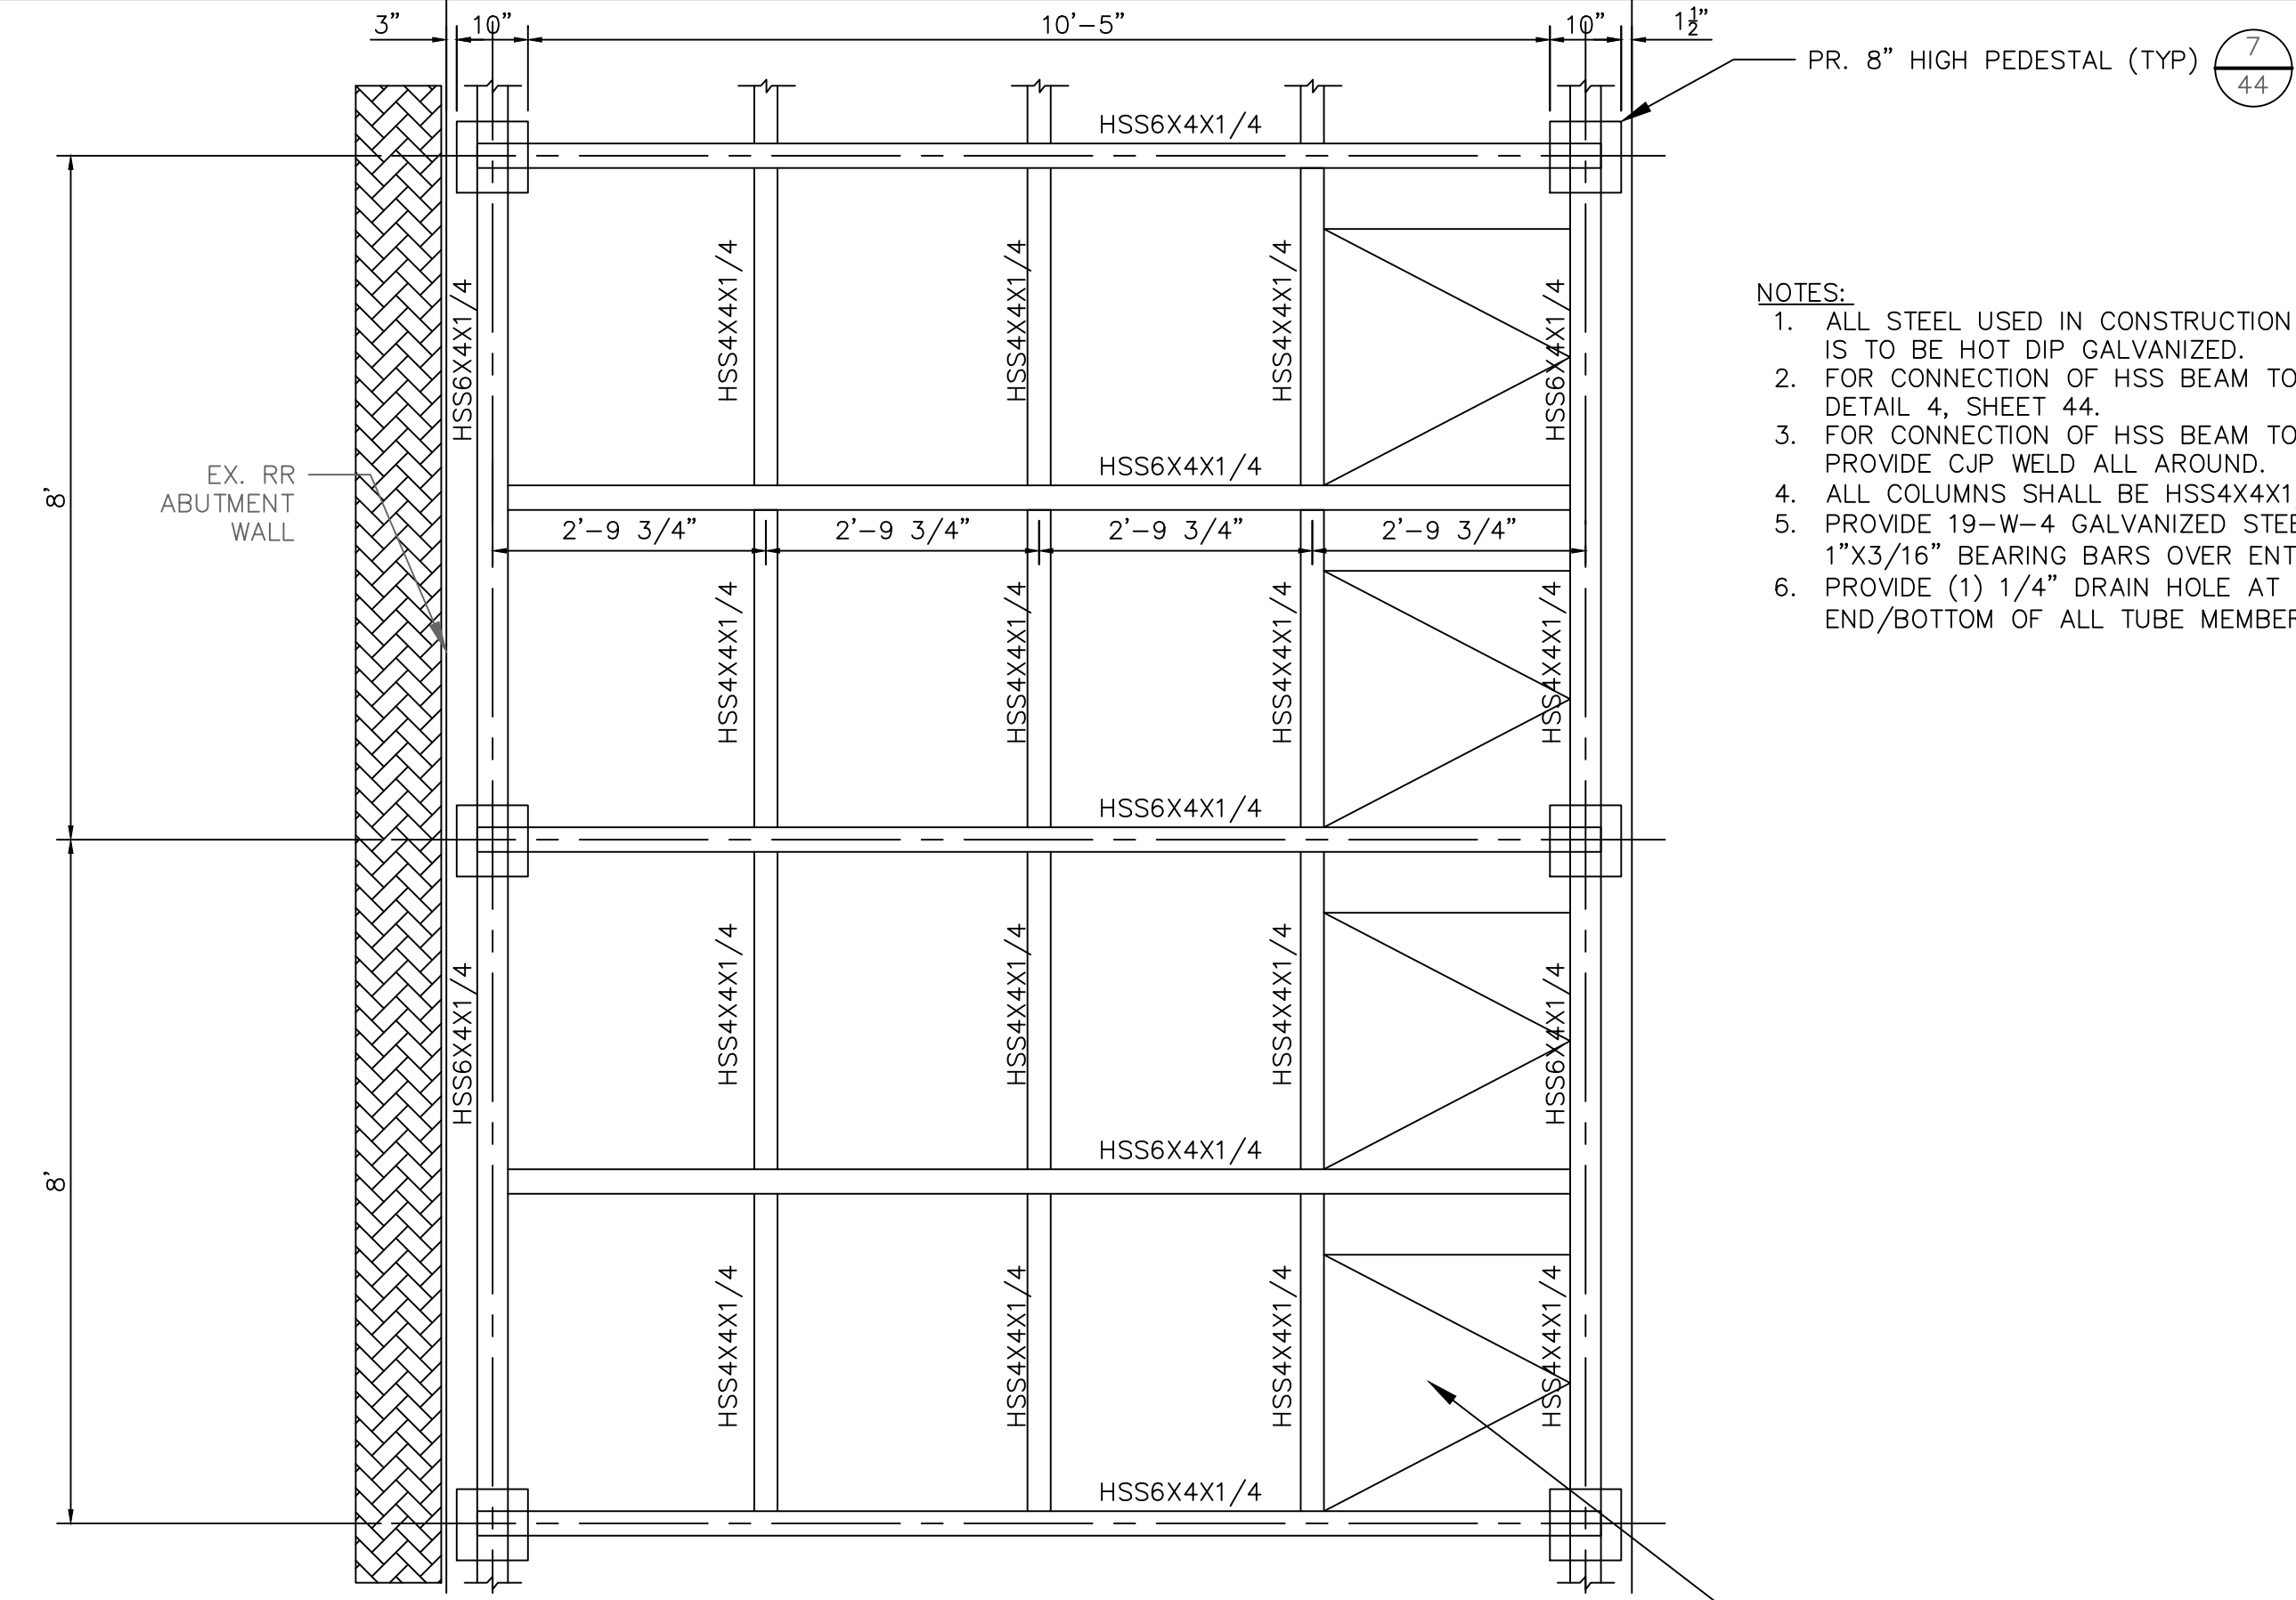 3" 10" 10'-5" 10" 1½"
PR. 8" HIGH PEDESTAL (TYP)
7
44
HSS6X4X1/4
HSS6X4X1/4
HSS4X4X1/4
HSS4X4X1/4
HSS4X4X1/4
HSS6X4X1/4
NOTES:
1. ALL STEEL USED IN CONSTRUCTION
IS TO BE HOT DIP GALVANIZED.
2. FOR CONNECTION OF HSS BEAM TO
DETAIL 4, SHEET 44.
3. FOR CONNECTION OF HSS BEAM TO
PROVIDE CJP WELD ALL AROUND.
4. ALL COLUMNS SHALL BE HSS4X4X1
5. PROVIDE 19-W-4 GALVANIZED
1"X3/16" BEARING BARS OVER
6. PROVIDE (1) 1/4" DRAIN HOLE AT
END/BOTTOM OF ALL TUBE
EX. RR
ABUTMENT
WALL
8'
HSS6X4X1/4
2'-9 3/4" 2'-9 3/4" 2'-9 3/4" 2'-9 3/4"
HSS4X4X1/4
HSS4X4X1/4
HSS4X4X1/4
HSS4X4X1/4
HSS6X4X1/4
HSS6X4X1/4
HSS4X4X1/4
HSS4X4X1/4
HSS4X4X1/4
HSS6X4X1/4
8'
HSS6X4X1/4
HSS4X4X1/4
HSS4X4X1/4
HSS4X4X1/4
HSS4X4X1/4
HSS6X4X1/4